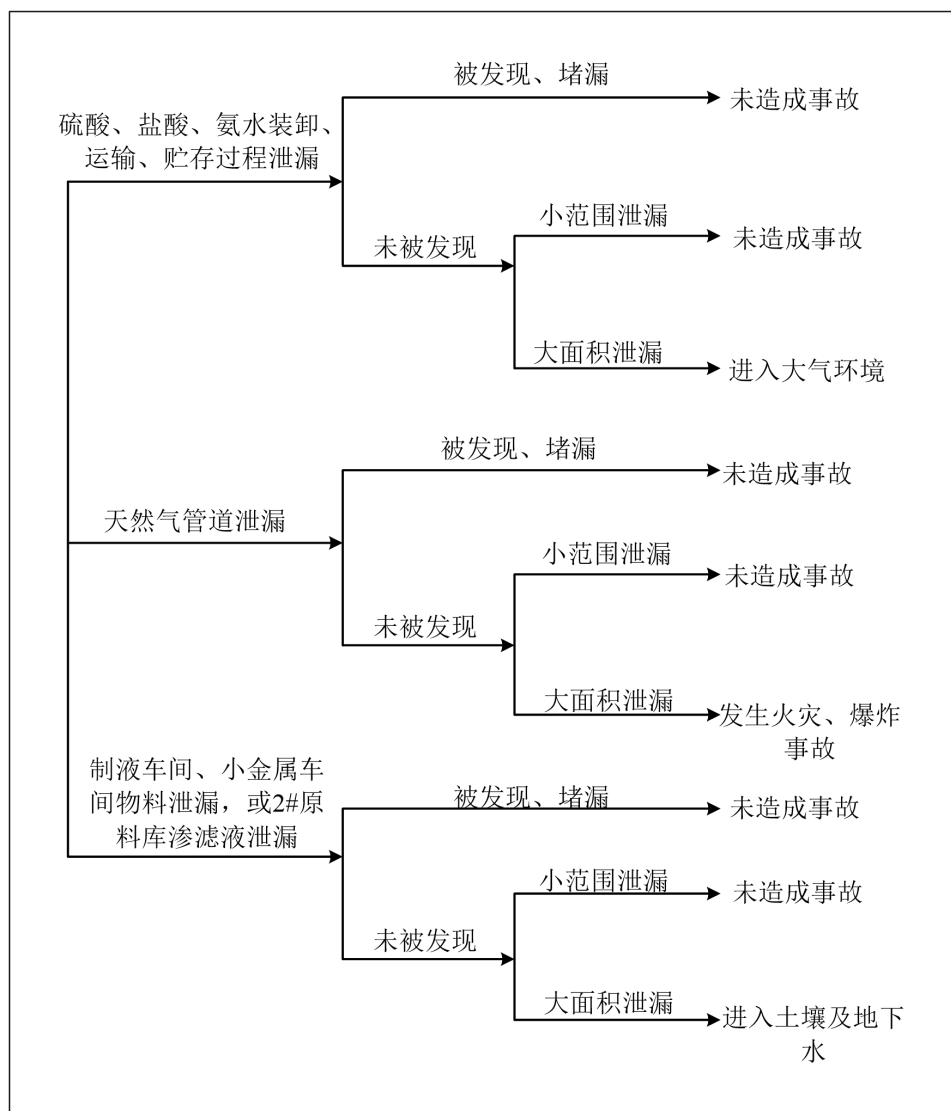 被发现、堵漏
未造成事故
硫酸、盐酸、氨水装卸、
运输、贮存过程泄漏
小范围泄漏
未造成事故
未被发现
大面积泄漏
进入大气环境
被发现、堵漏
未造成事故
天然气管道泄漏
小范围泄漏
未造成事故
未被发现
大面积泄漏
发生火灾、爆炸
事故
制液车间、小金属车
间物料泄漏，或2#原
料库渗滤液泄漏
被发现、堵漏
未造成事故
小范围泄漏
未造成事故
未被发现
大面积泄漏
进入土壤及地下
水